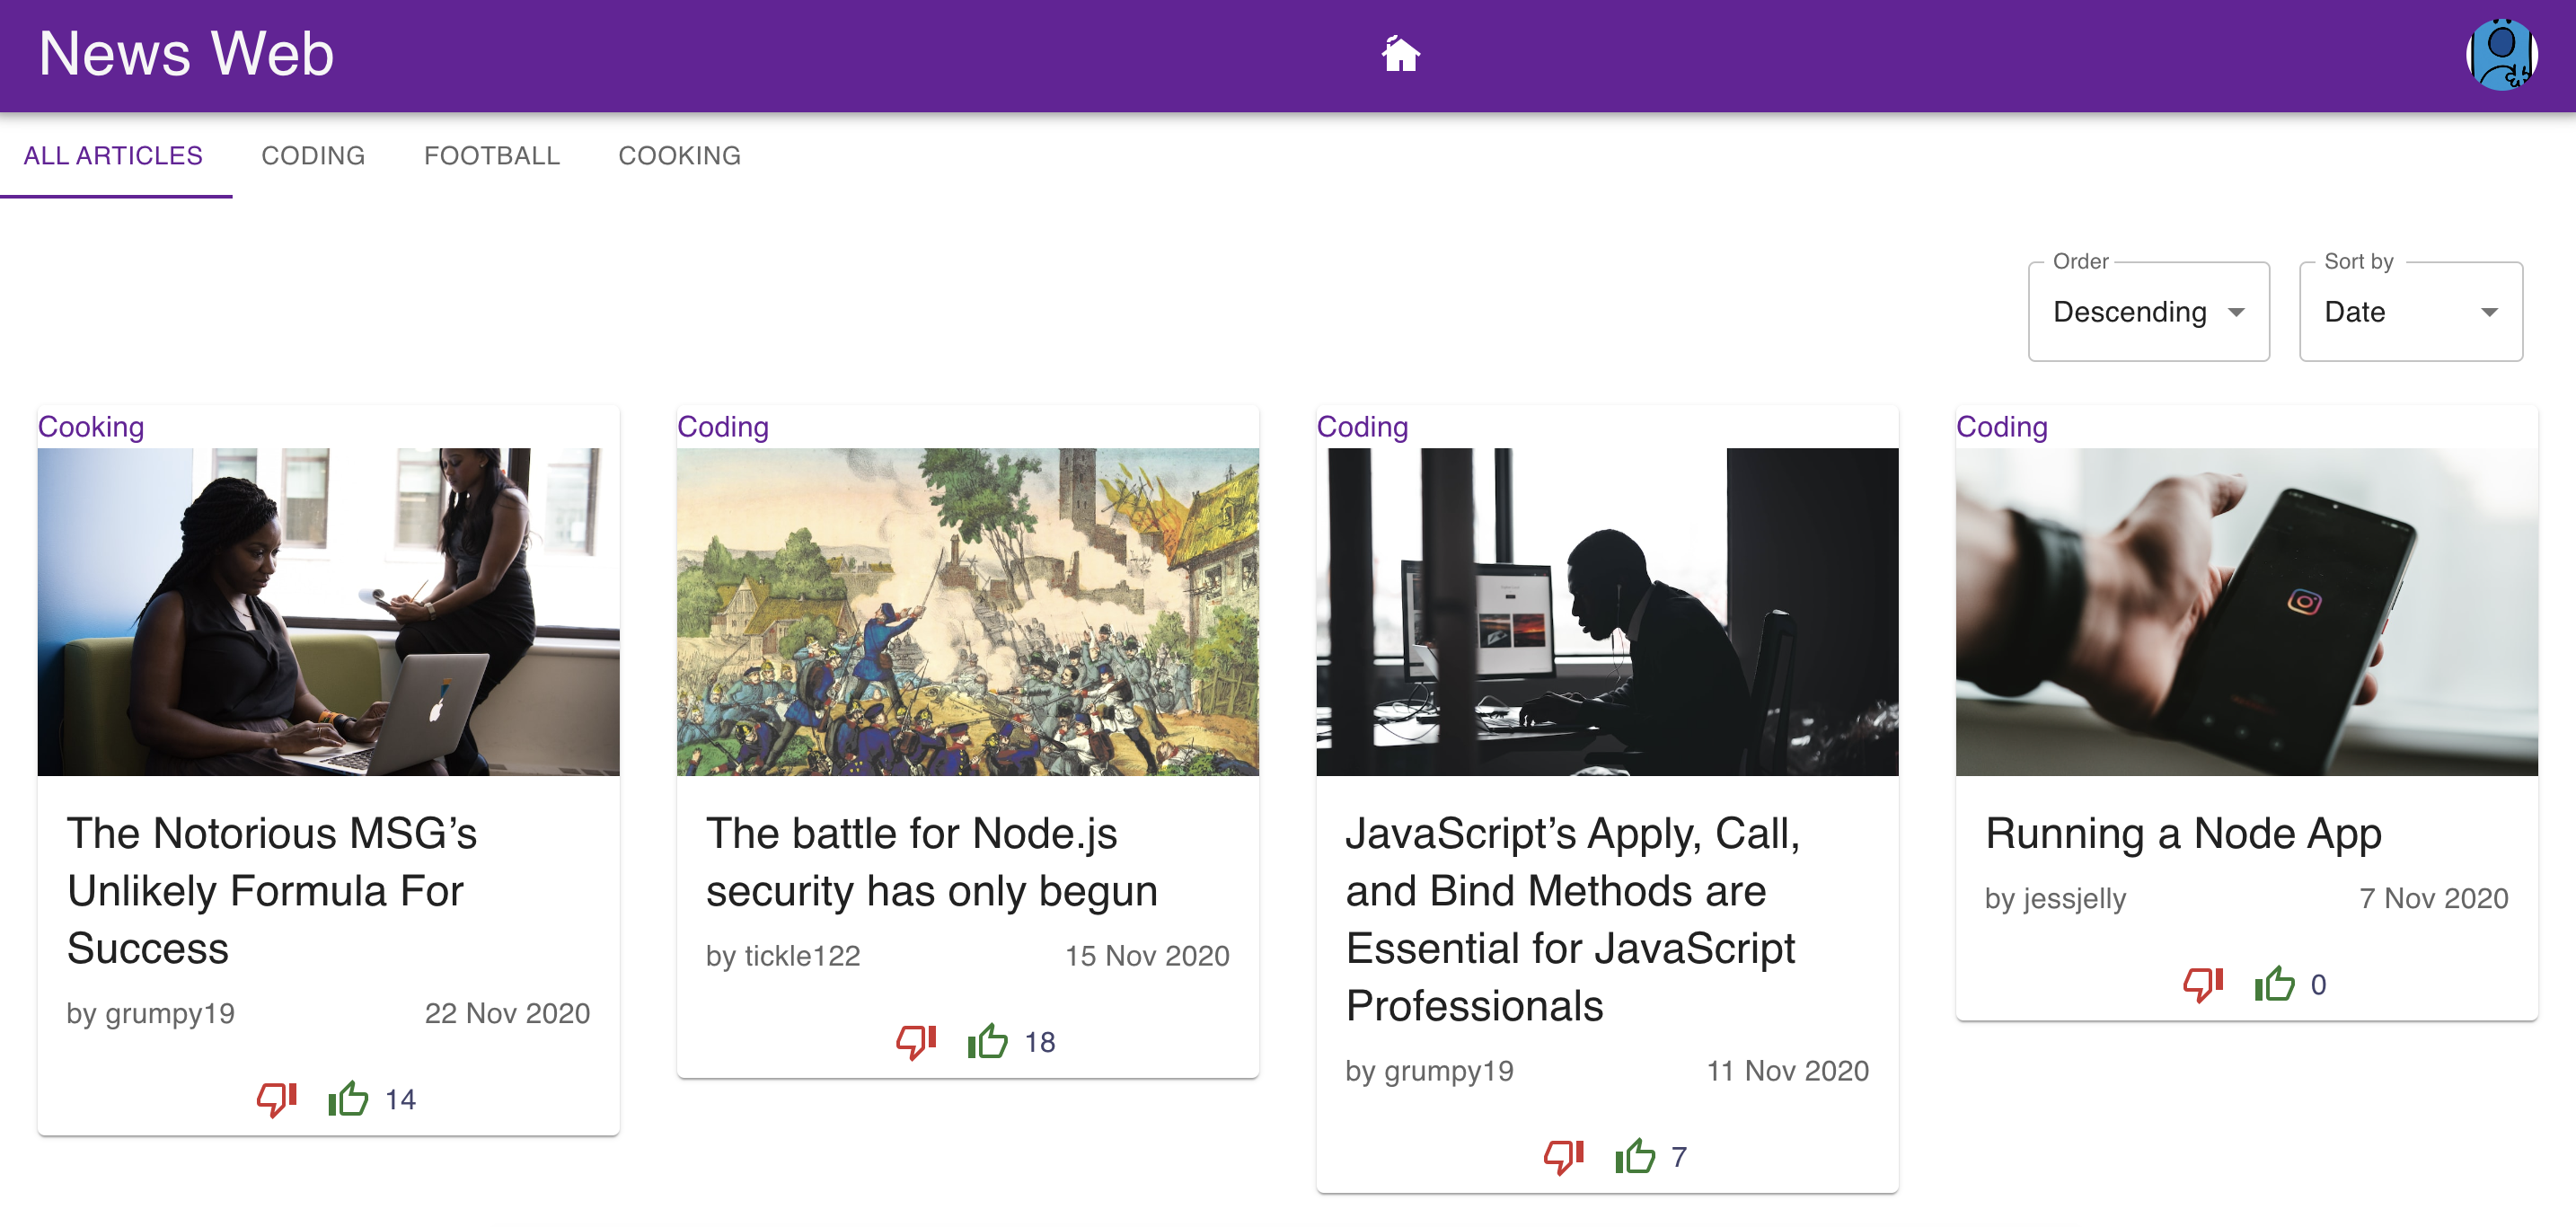 News Web
ALL ARTICLES
CODING
FOOTBALL
COOKING
Order
Descending
Sort by
Date
Cooking
The Notorious MSG’s
Unlikely Formula For
Success
by grumpy19
22 Nov 2020
14
Coding
The battle for Node.js
security has only begun
by tickle122
15 Nov 2020
18
Coding
JavaScript’s Apply, Call,
and Bind Methods are
Essential for JavaScript
Professionals
by grumpy19
11 Nov 2020
7
Coding
Running a Node App
by jessjelly
7 Nov 2020
0